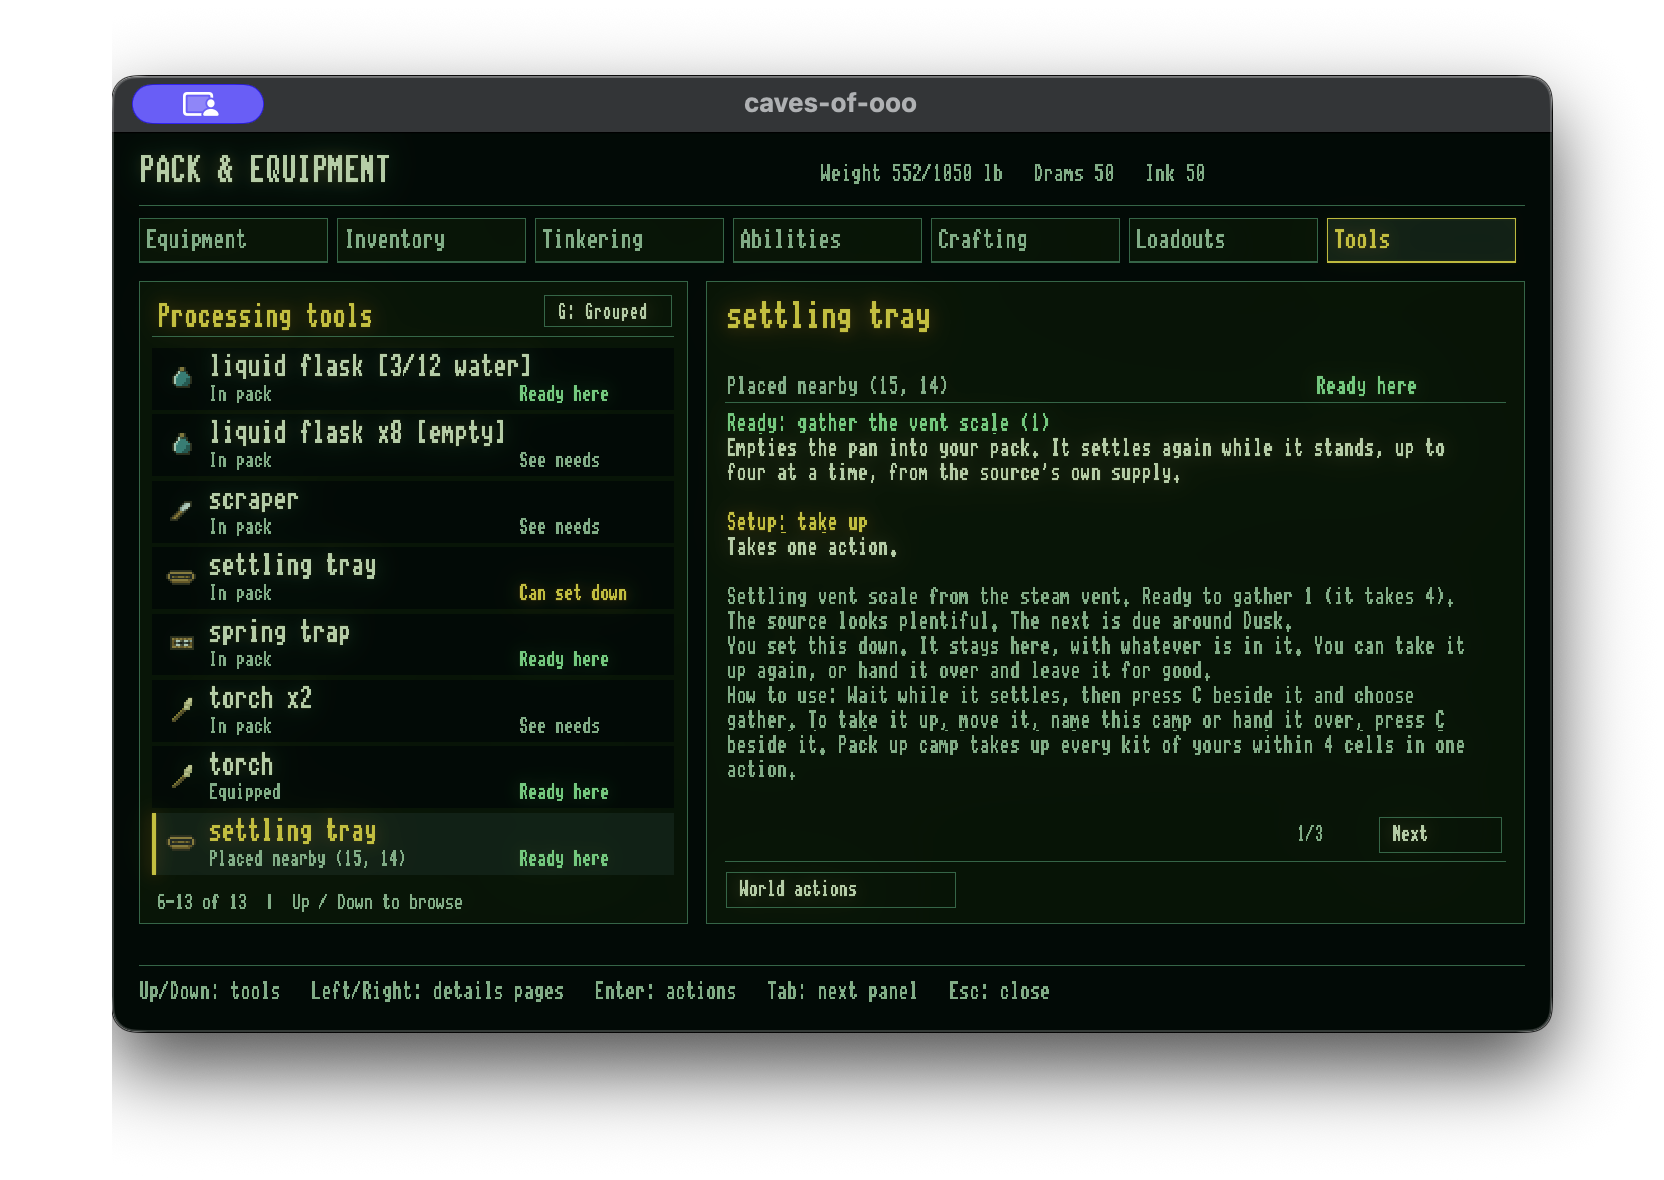 caves-of-ooo
PACK & EQUIPMENT
Weight 552/1050 lb Drams 50 Ink 50
Equipment Inventory Tinkering Abilities Crafting Loadouts Tools
Processing tools
G: Grouped
liquid flask [3/12 water]
In pack Ready here
liquid flask x8 [empty]
In pack See needs
scraper
In pack See needs
settling tray
In pack Can set down
spring trap
In pack Ready here
torch x2
In pack See needs
torch
Equipped Ready here
settling tray
Placed nearby (15, 14) Ready here
6-13 of 13 | Up / Down to browse
settling tray
Placed nearby (15, 14) Ready here
Ready: gather the vent scale (1)
Empties the pan into your pack. It settles again while it stands, up to
four at a time, from the source's own supply.
Setup: take up
Takes one action.
Settling vent scale from the steam vent. Ready to gather 1 (it takes 4).
The source looks plentiful. The next is due around Dusk.
You set this down. It stays here, with whatever is in it. You can take it
up again, or hand it over and leave it for good.
How to use: Wait while it settles, then press C beside it and choose
gather. To take it up, move it, name this camp or hand it over, press C
beside it. Pack up camp takes up every kit of yours within 4 cells in one
action.
1/3 Next
World actions
Up/Down: tools Left/Right: details pages Enter: actions Tab: next panel Esc: close